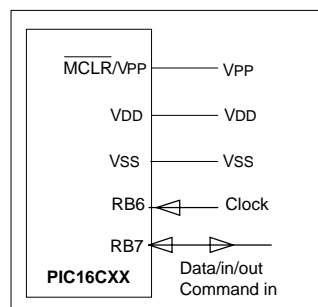 MCLR/VPP VPP
VDD VDD
VSS VSS
RB6 Clock
RB7 Data/in/out
PIC16CXX Command in